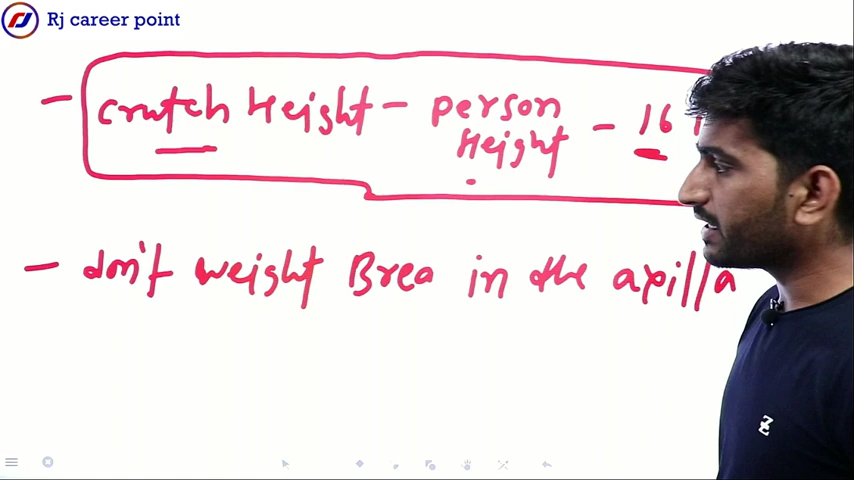 Rj career point
- crutch Height - person
Height - 16
- don't weight Brea in the axilla